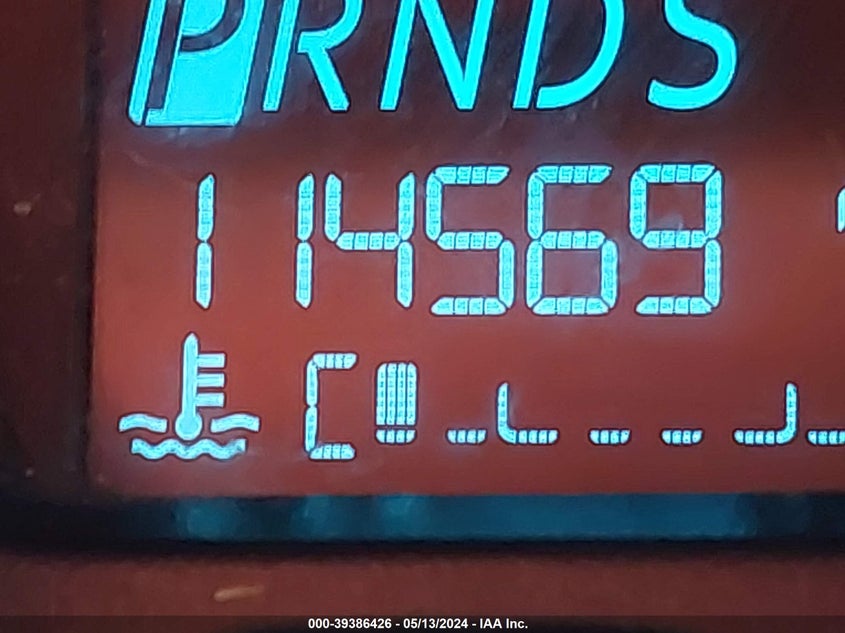 PRNDS
114569
C
000-39386426 - 05/13/2024 - IAA Inc.